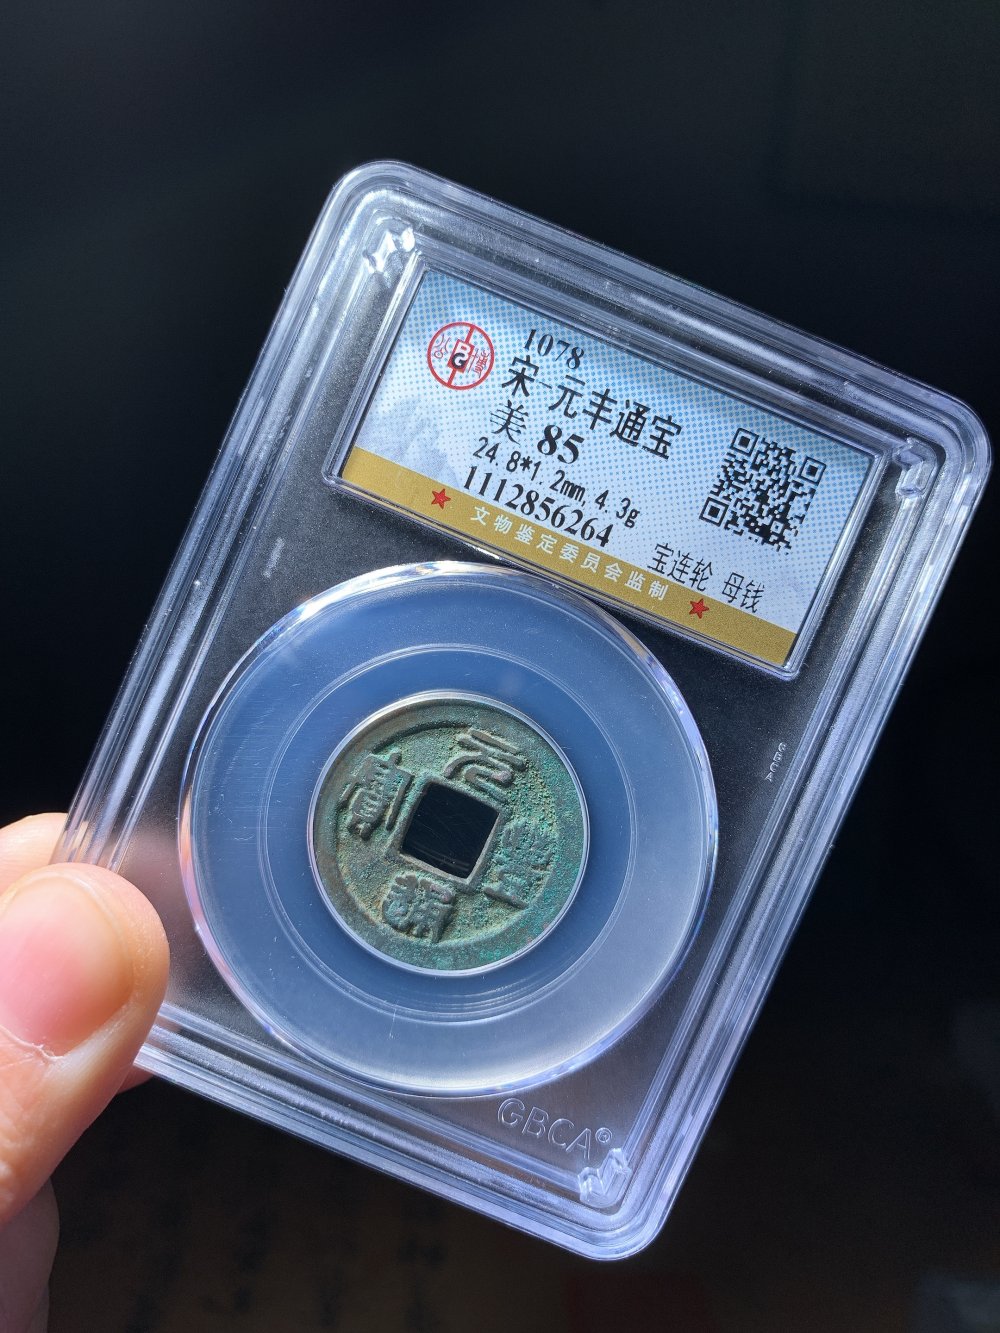 1078
宋-元丰通宝
美 85
24.8*1.2mm, 4.3g
1112856264
宝连轮 母钱
文物鉴定委员会监制
GBCA
元豐通寶
GBCA®